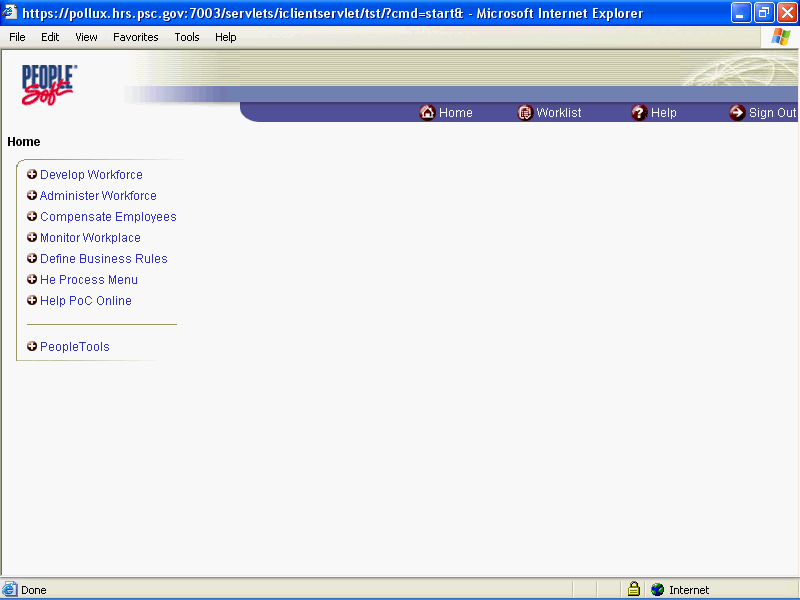 https://pollux.hrs.psc.gov:7003/servlets/iclientservlet/tst/?cmd=start& - Microsoft Internet Explorer
File Edit View Favorites Tools Help
PEOPLE
Soft
Home Worklist Help Sign Out
Home
Develop Workforce
Administer Workforce
Compensate Employees
Monitor Workplace
Define Business Rules
He Process Menu
Help PoC Online
PeopleTools
Done Internet